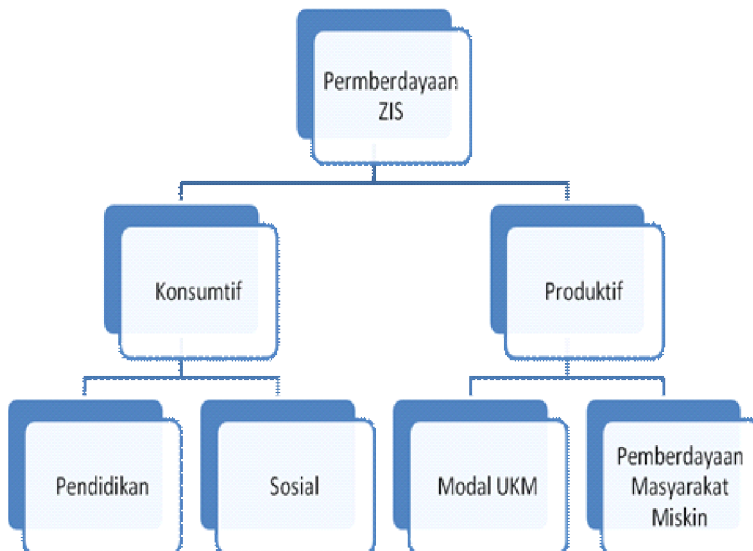 Permberdayaan
ZIS
Konsumtif
Produktif
Pendidikan
Sosial
Modal UKM
Pemberdayaan
Masyarakat
Miskin